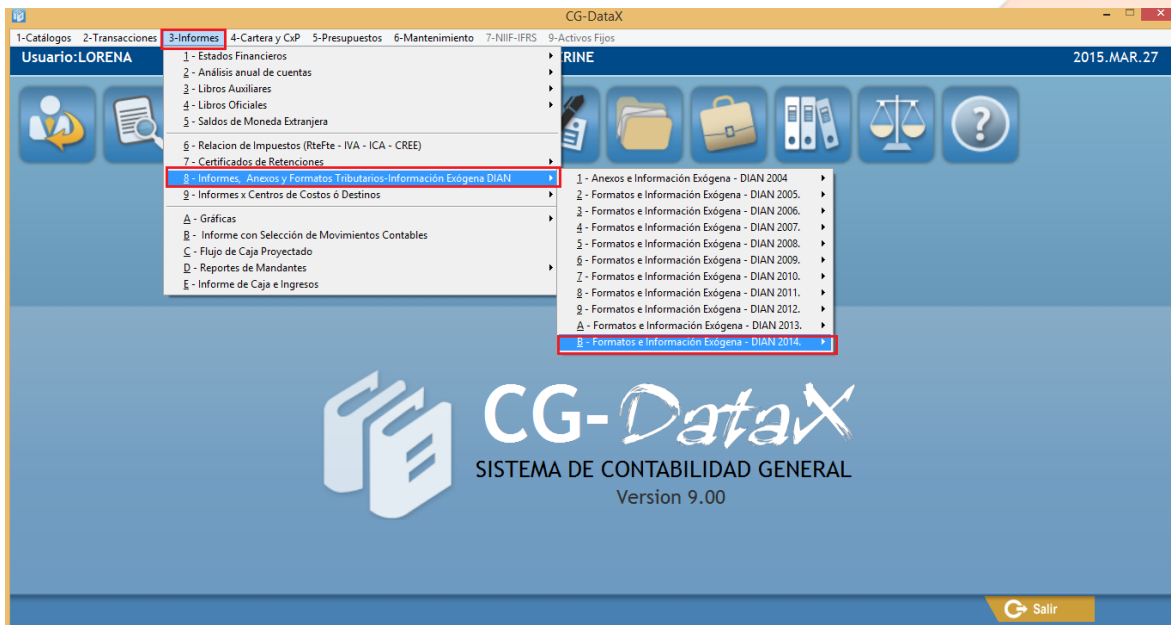 CG-DataX
1-Catálogos 2-Transacciones 3-Informes 4-Cartera y CxP 5-Presupuestos 6-Mantenimiento 7-NIIF-IFRS 9-Activos Fijos
Usuario:LORENA RINE 2015.MAR.27
1 - Estados Financieros
2 - Análisis anual de cuentas
3 - Libros Auxiliares
4 - Libros Oficiales
5 - Saldos de Moneda Extranjera
6 - Relacion de Impuestos (RteFte - IVA - ICA - CREE)
7 - Certificados de Retenciones
8 - Informes, Anexos y Formatos Tributarios-Información Exógena DIAN
9 - Informes x Centros de Costos ó Destinos
A - Gráficas
B - Informe con Selección de Movimientos Contables
C - Flujo de Caja Proyectado
D - Reportes de Mandantes
E - Informe de Caja e Ingresos
1 - Anexos e Información Exógena - DIAN 2004
2 - Formatos e Información Exógena - DIAN 2005.
3 - Formatos e Información Exógena - DIAN 2006.
4 - Formatos e Información Exógena - DIAN 2007.
5 - Formatos e Información Exógena - DIAN 2008.
6 - Formatos e Información Exógena - DIAN 2009.
7 - Formatos e Información Exógena - DIAN 2010.
8 - Formatos e Información Exógena - DIAN 2011.
9 - Formatos e Información Exógena - DIAN 2012.
A - Formatos e Información Exógena - DIAN 2013.
B - Formatos e Información Exógena - DIAN 2014.
CG-DataX
SISTEMA DE CONTABILIDAD GENERAL
Version 9.00
Salir